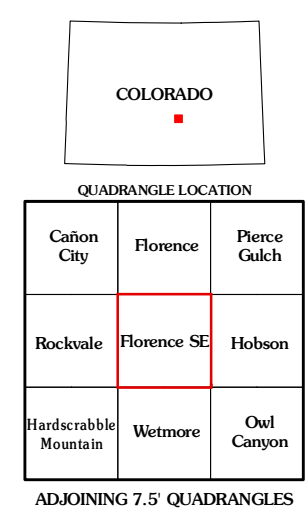 COLORADO
QUADRANGLE LOCATION
Cañon
City
Florence
Pierce
Gulch
Rockvale
Florence SE
Hobson
Hardscrabble
Mountain
Wetmore
Owl
Canyon
ADJOINING 7.5' QUADRANGLES